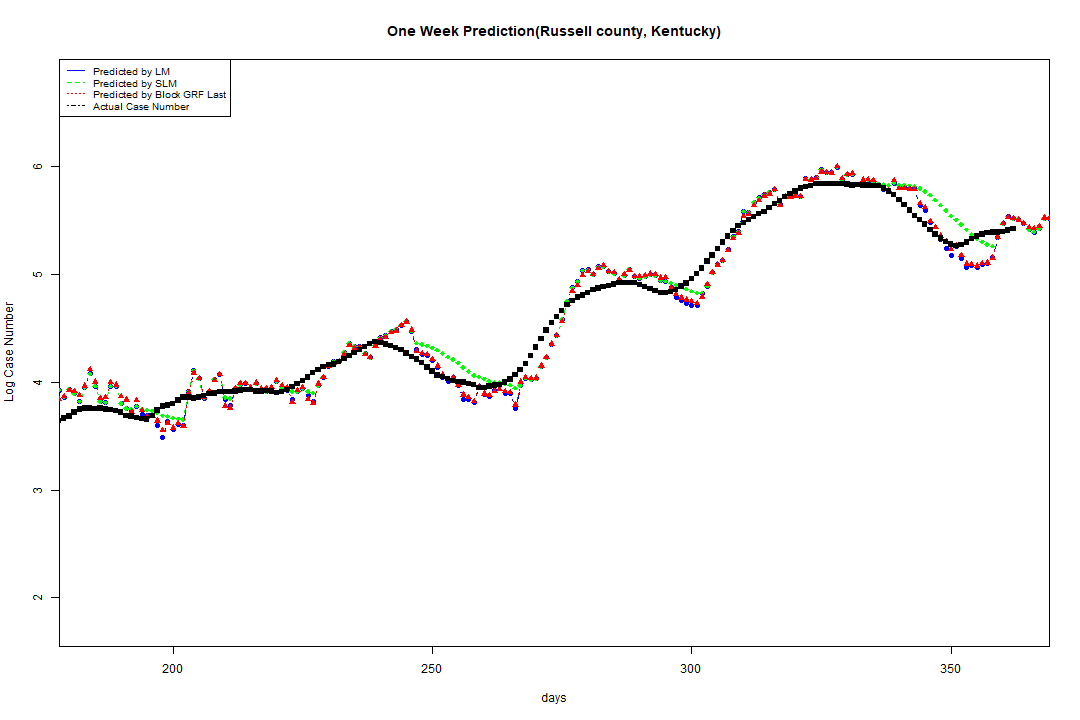 One Week Prediction(Russell county, Kentucky)
Predicted by LM
Predicted by SLM
Predicted by Block GRF Last
Actual Case Number
Log Case Number
6
5
4
3
2
200
250
300
350
days